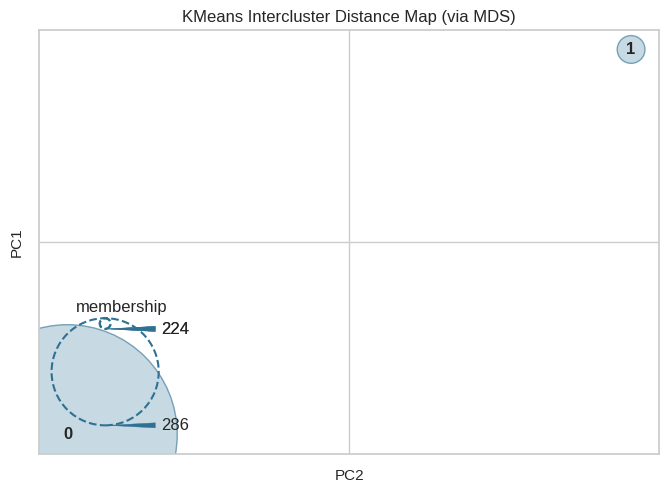 KMeans Intercluster Distance Map (via MDS)
1
PC1
membership
224
286
0
PC2